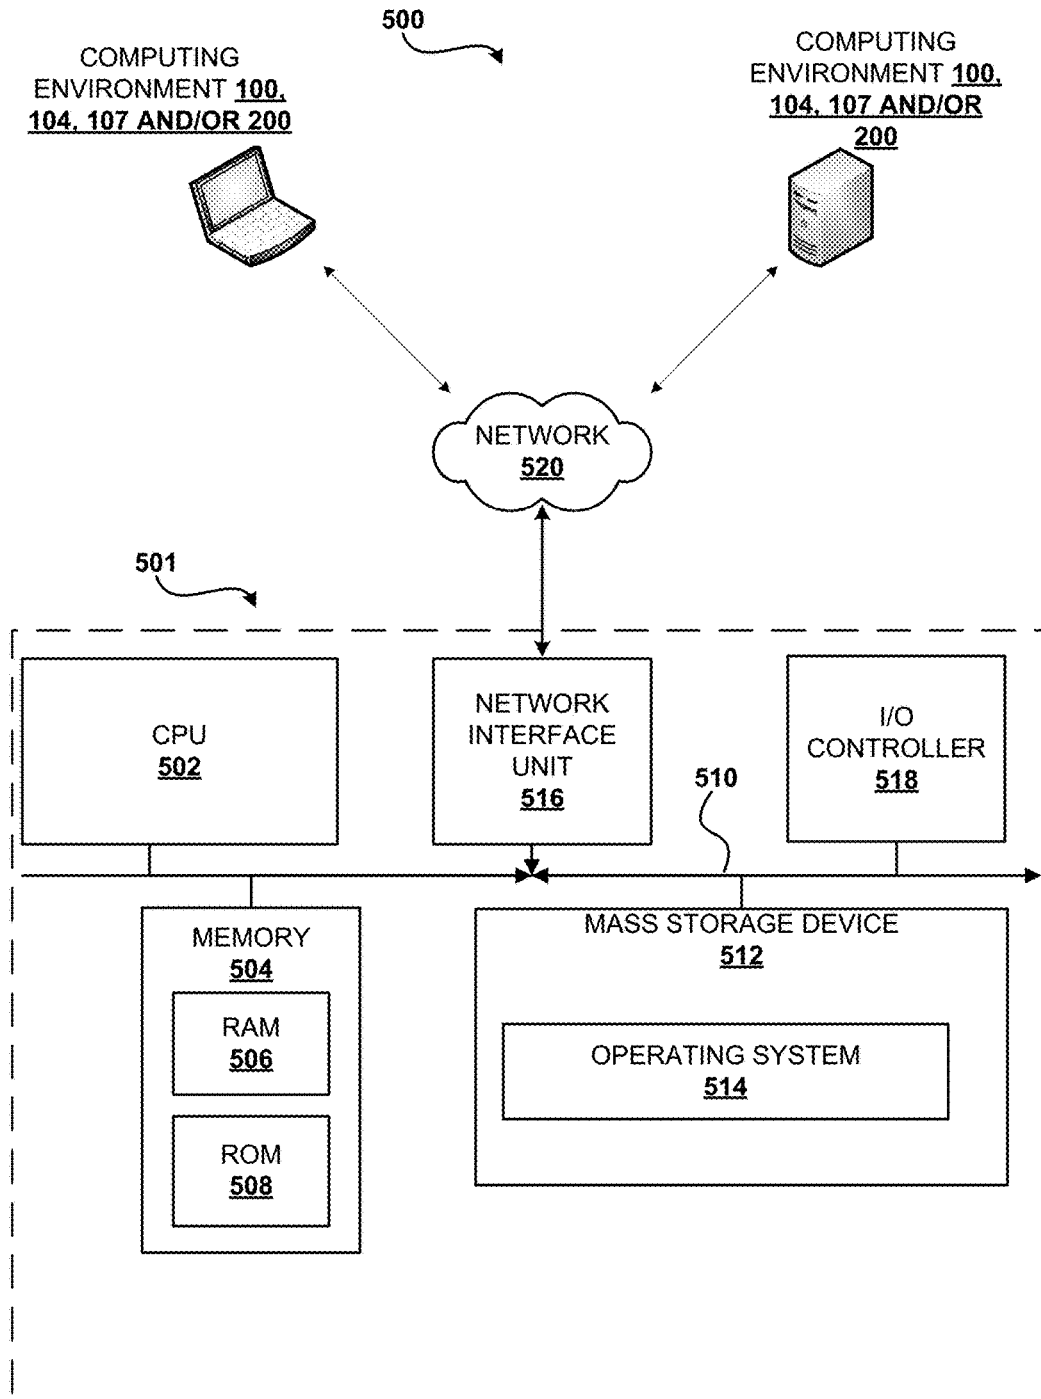 500
COMPUTING
ENVIRONMENT 100,
104, 107 AND/OR 200
COMPUTING
ENVIRONMENT 100,
104, 107 AND/OR
200
NETWORK
520
501
CPU
502
NETWORK
INTERFACE
UNIT
516
I/O
CONTROLLER
518
510
MEMORY
504
RAM
506
ROM
508
MASS STORAGE DEVICE
512
OPERATING SYSTEM
514